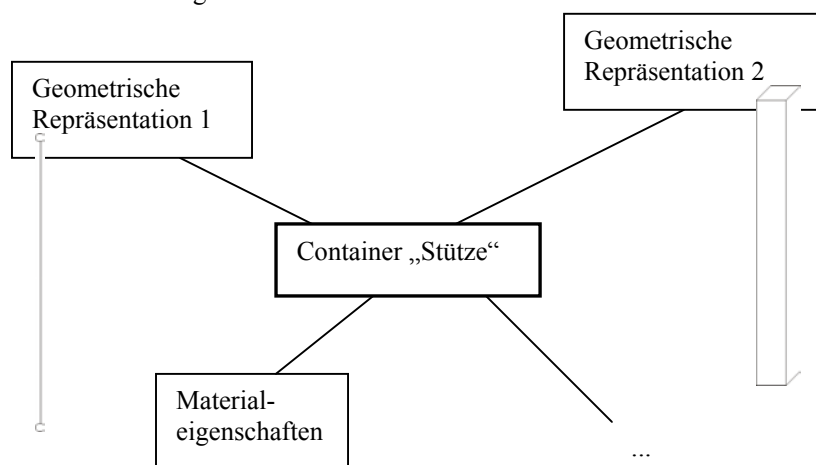 Geometrische
Repräsentation 1
Geometrische
Repräsentation 2
Container „Stütze“
Material-
eigenschaften
...